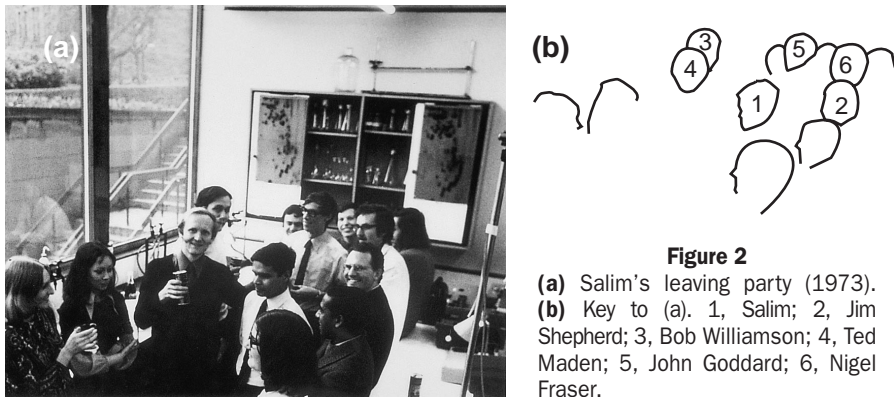 (a)
(b)
3
4
5
6
1
2
Figure 2
(a) Salim's leaving party (1973).
(b) Key to (a). 1, Salim; 2, Jim
Shepherd; 3, Bob Williamson; 4, Ted
Maden; 5, John Goddard; 6, Nigel
Fraser.